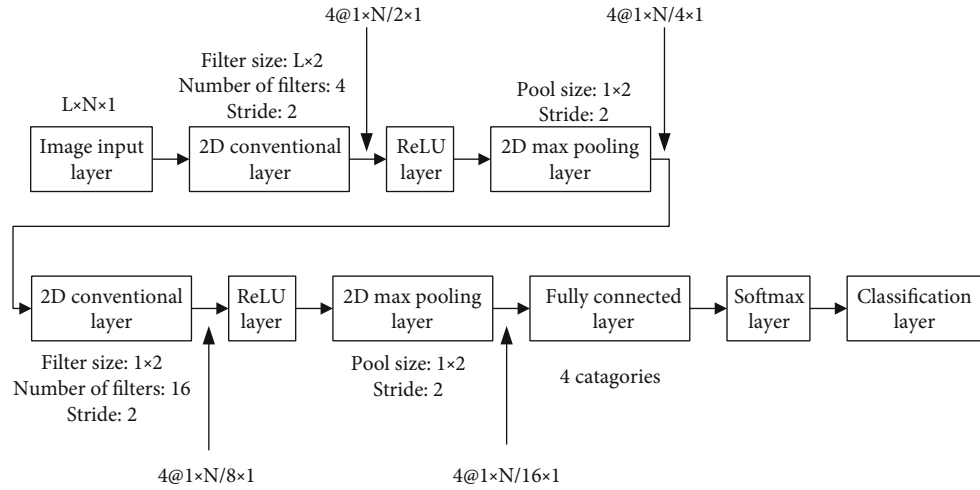 4@1×N/2×1
4@1×N/4×1
Filter size: L×2
Number of filters: 4
Stride: 2
Pool size: 1×2
Stride: 2
L×N×1
Image input
layer
2D conventional
layer
ReLU
layer
2D max pooling
layer
2D conventional
layer
ReLU
layer
2D max pooling
layer
Fully connected
layer
Softmax
layer
Classification
layer
Filter size: 1×2
Number of filters: 16
Stride: 2
Pool size: 1×2
Stride: 2
4 catagories
4@1×N/8×1
4@1×N/16×1